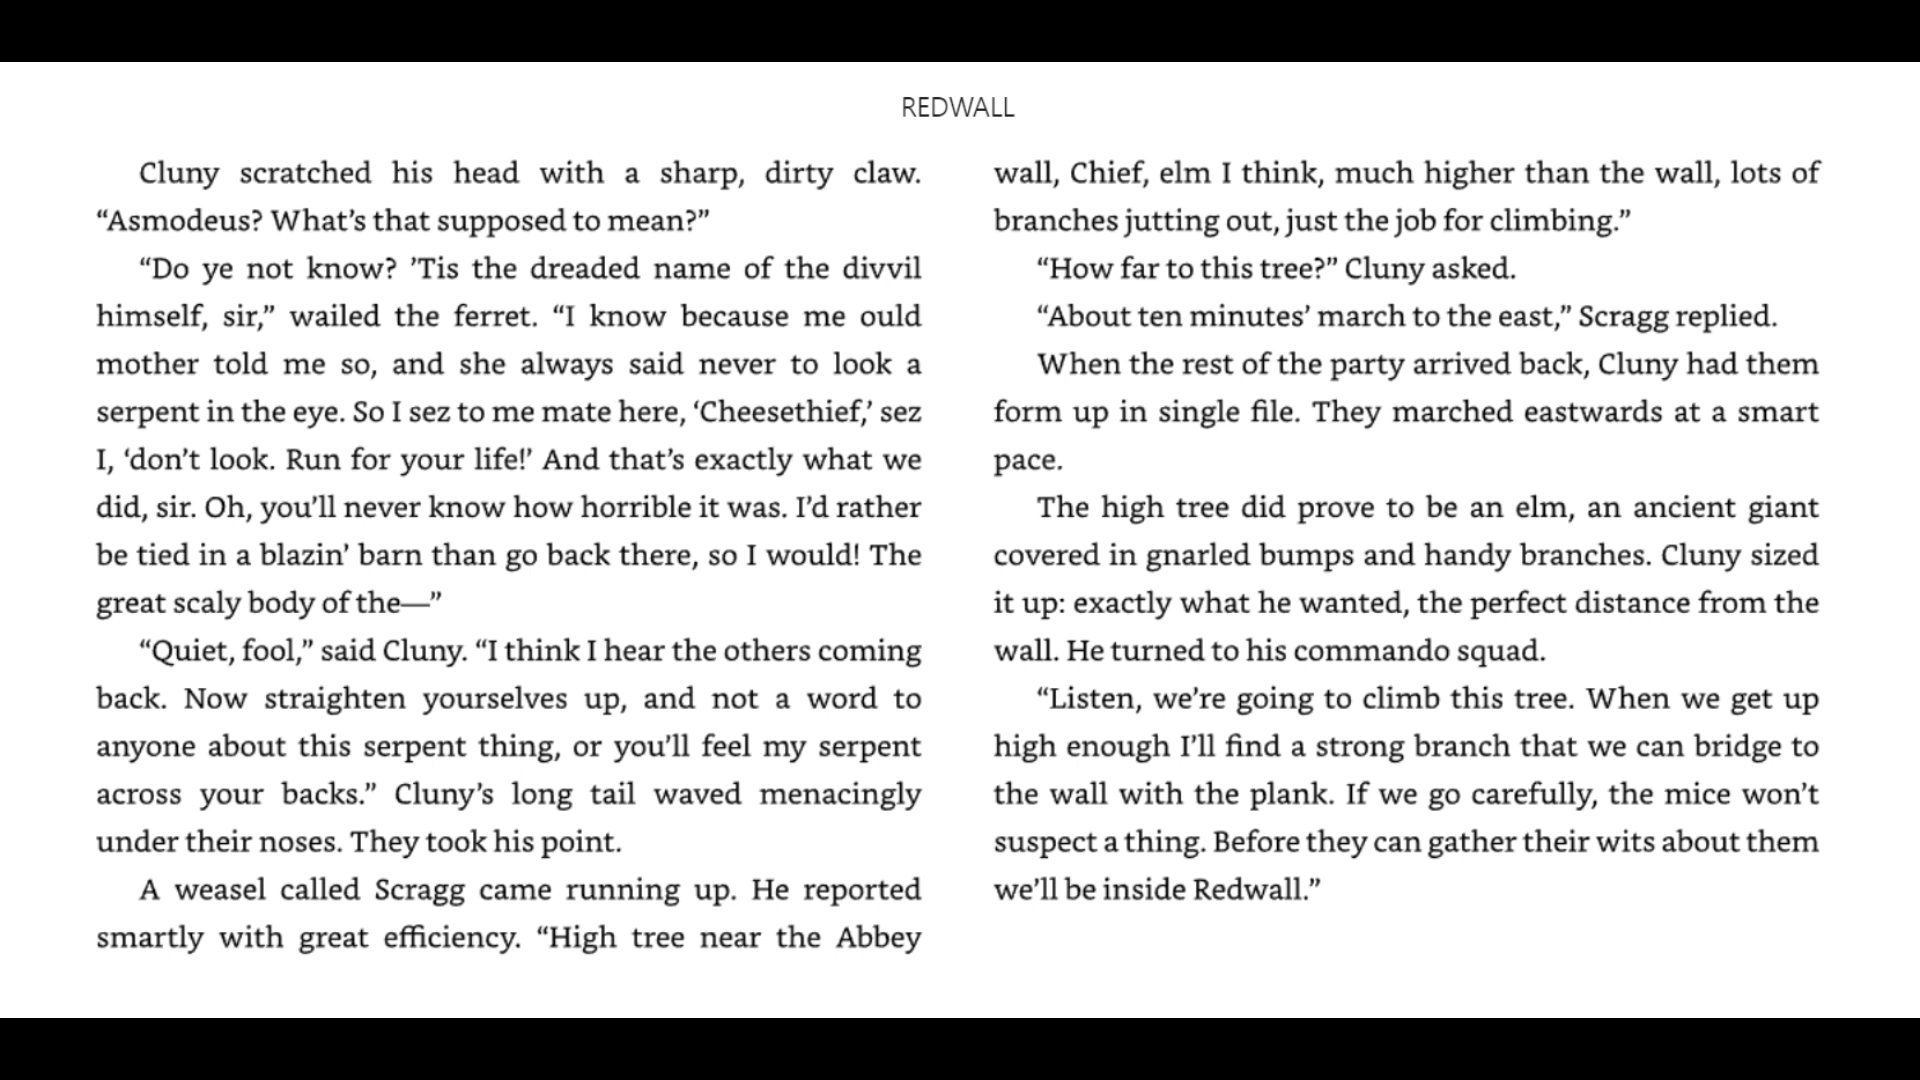 REDWALL
Cluny scratched his head with a sharp, dirty claw.
“Asmodeus? What’s that supposed to mean?”
“Do ye not know? ’Tis the dreaded name of the divvil
himself, sir,” wailed the ferret. “I know because me ould
mother told me so, and she always said never to look a
serpent in the eye. So I sez to me mate here, ‘Cheesethief,’ sez
I, ‘don’t look. Run for your life!’ And that’s exactly what we
did, sir. Oh, you’ll never know how horrible it was. I’d rather
be tied in a blazin’ barn than go back there, so I would! The
great scaly body of the—”
“Quiet, fool,” said Cluny. “I think I hear the others coming
back. Now straighten yourselves up, and not a word to
anyone about this serpent thing, or you’ll feel my serpent
across your backs.” Cluny’s long tail waved menacingly
under their noses. They took his point.
A weasel called Scragg came running up. He reported
smartly with great efficiency. “High tree near the Abbey
wall, Chief, elm I think, much higher than the wall, lots of
branches jutting out, just the job for climbing.”
“How far to this tree?” Cluny asked.
“About ten minutes’ march to the east,” Scragg replied.
When the rest of the party arrived back, Cluny had them
form up in single file. They marched eastwards at a smart
pace.
The high tree did prove to be an elm, an ancient giant
covered in gnarled bumps and handy branches. Cluny sized
it up: exactly what he wanted, the perfect distance from the
wall. He turned to his commando squad.
“Listen, we’re going to climb this tree. When we get up
high enough I’ll find a strong branch that we can bridge to
the wall with the plank. If we go carefully, the mice won’t
suspect a thing. Before they can gather their wits about them
we’ll be inside Redwall.”